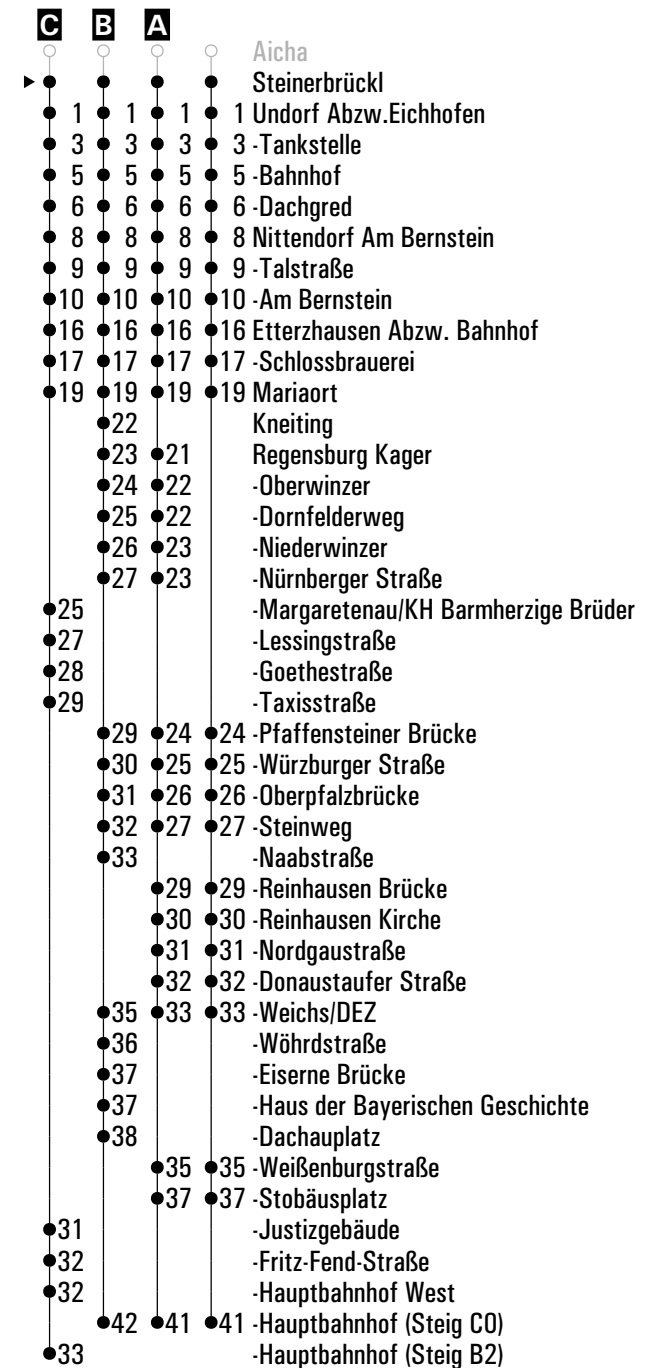 C B A
Aicha
Steinerbrückl
1 1 1 1 Undorf Abzw.Eichhofen
3 3 3 3 -Tankstelle
5 5 5 5 -Bahnhof
6 6 6 6 -Dachgred
8 8 8 8 Nittendorf Am Bernstein
9 9 9 9 -Talstraße
10 10 10 10 -Am Bernstein
16 16 16 16 Etterzhausen Abzw. Bahnhof
17 17 17 17 -Schlossbrauerei
19 19 19 19 Mariaort
22 Kneiting
23 21 Regensburg Kager
24 22 -Oberwinzer
25 22 -Dornfelderweg
26 23 -Niederwinzer
27 23 -Nürnberger Straße
25 -Margaretenau/KH Barmherzige Brüder
27 -Lessingstraße
28 -Goethestraße
29 -Taxisstraße
29 24 24 -Pfaffensteiner Brücke
30 25 25 -Würzburger Straße
31 26 26 -Oberpfalzbrücke
32 27 27 -Steinweg
33 -Naabstraße
29 29 -Reinhausen Brücke
30 30 -Reinhausen Kirche
31 31 -Nordgaustraße
32 32 -Donaustaufer Straße
35 33 33 -Weichs/DEZ
36 -Wöhrdstraße
37 -Eiserne Brücke
37 -Haus der Bayerischen Geschichte
38 -Dachauplatz
35 35 -Weißenburgstraße
37 37 -Stobäusplatz
31 -Justizgebäude
32 -Fritz-Fend-Straße
32 -Hauptbahnhof West
42 41 41 -Hauptbahnhof (Steig C0)
33 -Hauptbahnhof (Steig B2)